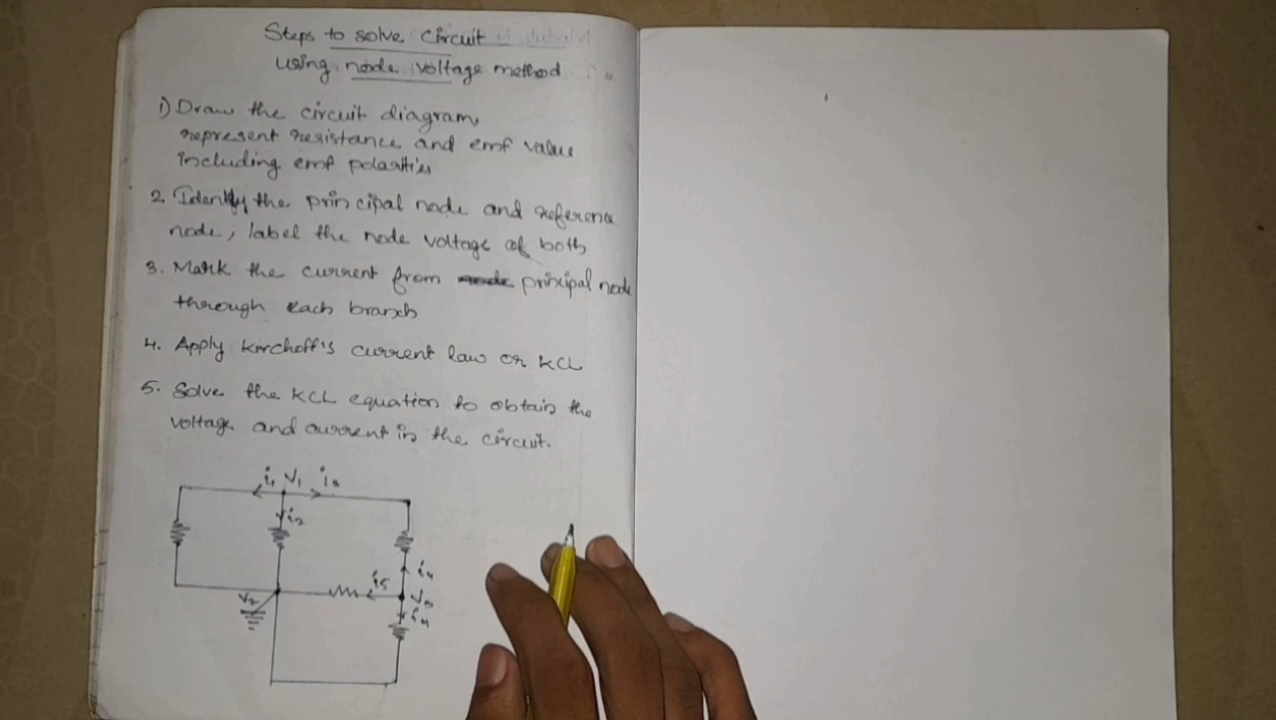 Steps to solve circuit
using node voltage method
1) Draw the circuit diagram,
represent resistance and emf value
including emf polarities
2. Identify the principal node and reference
node, label the node voltage of both
3. Mark the current from principal node
through each branch
4. Apply Kirchoff's current law or KCL
5. Solve the KCL equation to obtain the
voltage and current in the circuit.
i1 V1
i2
i4
i5
V2
V3